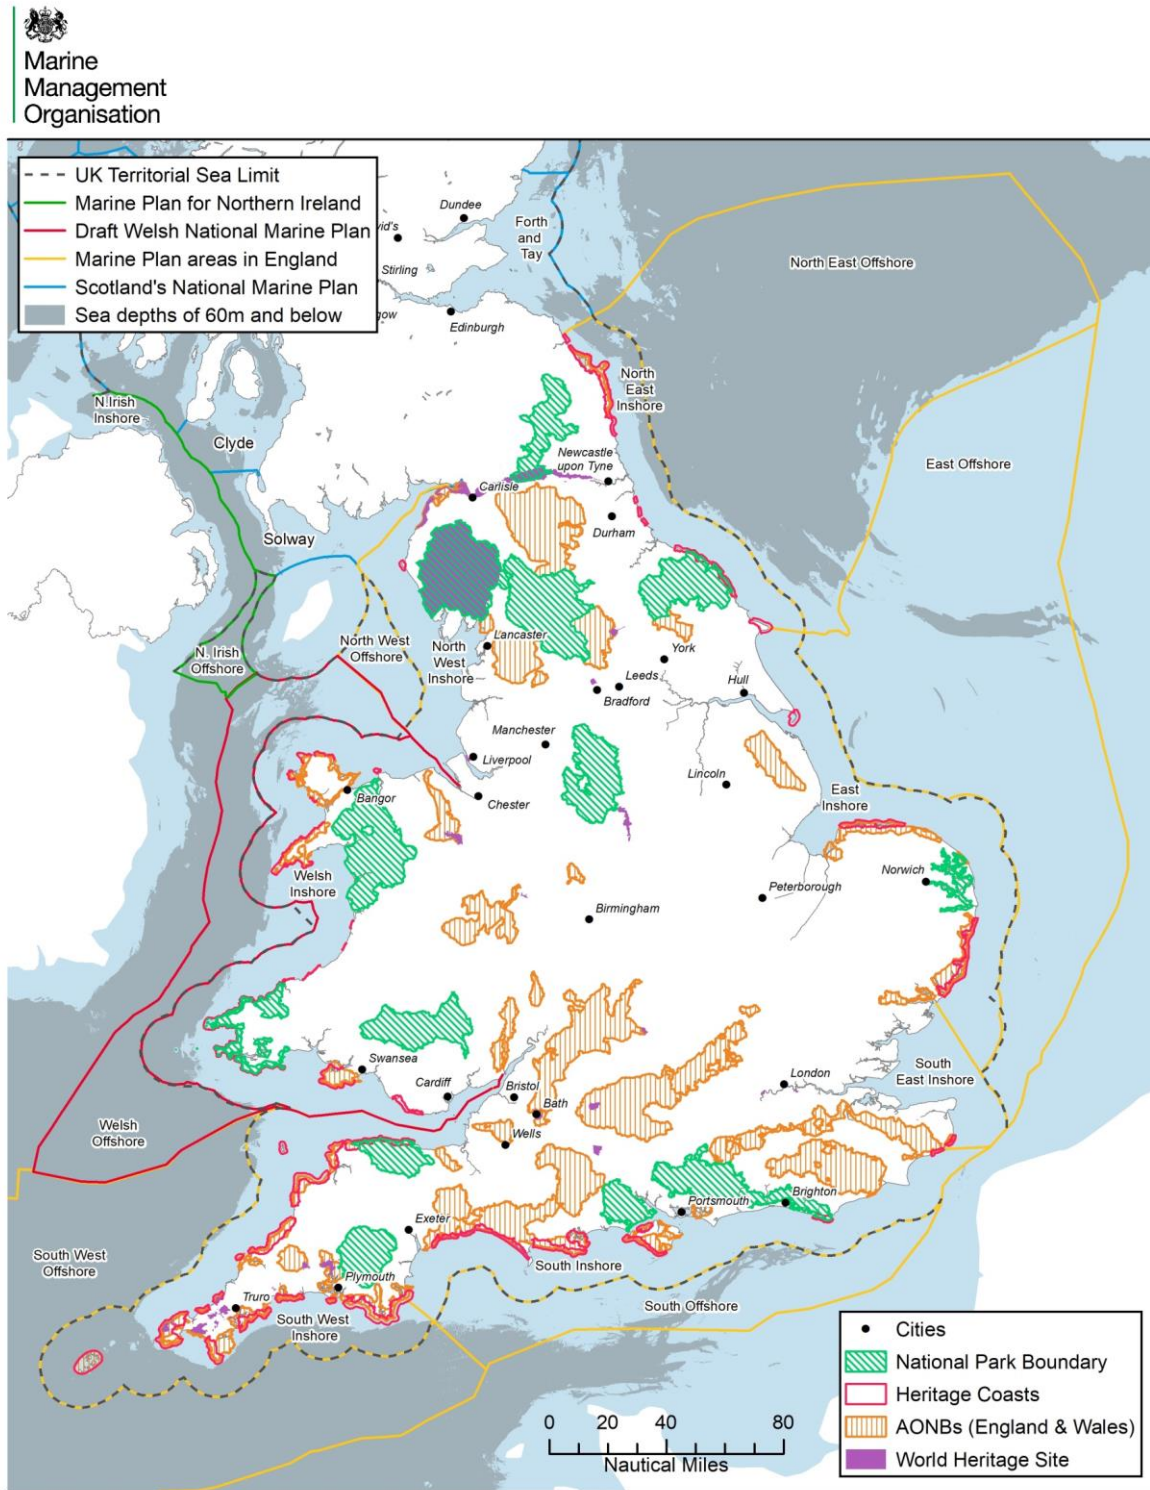 Marine
Management
Organisation
UK Territorial Sea Limit
Marine Plan for Northern Ireland
Draft Welsh National Marine Plan
Marine Plan areas in England
Scotland's National Marine Plan
Sea depths of 60m and below
Dundee
vid's
Stirling
gow
Edinburgh
Forth
and
Tay
North East Offshore
N.Irish
Inshore
Clyde
North
East
Inshore
Newcastle
upon Tyne
East Offshore
Carlisle
Durham
Solway
North West
Offshore
N. Irish
Offshore
North
West
Inshore
Lancaster
York
Leeds
Bradford
Hull
Manchester
Liverpool
Lincoln
Chester
Bangor
East
Inshore
Welsh
Inshore
Norwich
Peterborough
Birmingham
Swansea
Cardiff
Bristol
Bath
London
South
East Inshore
Welsh
Offshore
Wells
Portsmouth
Brighton
Exeter
South West
Offshore
South Inshore
Plymouth
Truro
South West
Inshore
South Offshore
Cities
National Park Boundary
Heritage Coasts
AONBs (England & Wales)
World Heritage Site
0 20 40 80
Nautical Miles